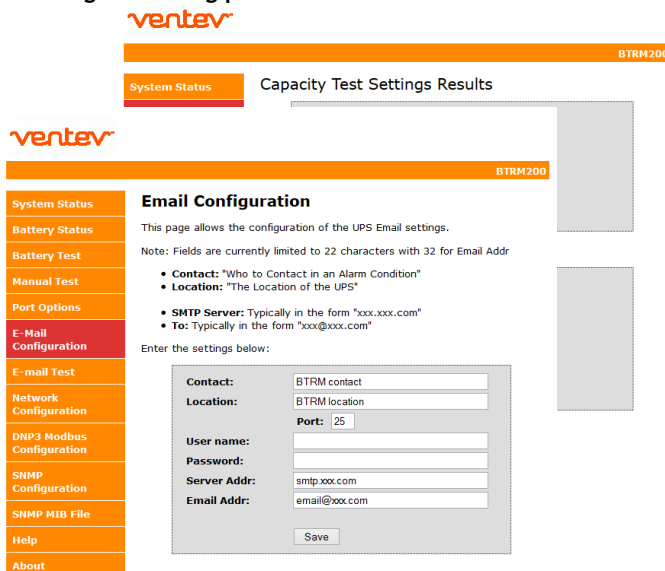 ventev
BTRM200
System Status
Capacity Test Settings Results
ventev
BTRM200
System Status
Battery Status
Battery Test
Manual Test
Port Options
E-Mail
Configuration
E-mail Test
Network
Configuration
DNP3 Modbus
Configuration
SNMP
Configuration
SNMP MIB File
Help
About
Email Configuration
This page allows the configuration of the UPS Email settings.
Note: Fields are currently limited to 22 characters with 32 for Email Addr
• Contact: "Who to Contact in an Alarm Condition"
• Location: "The Location of the UPS"
• SMTP Server: Typically in the form "xxx.xxx.com"
• To: Typically in the form "xxx@xxx.com"
Enter the settings below:
Contact: BTRM contact
Location: BTRM location
Port: 25
User name:
Password:
Server Addr: smtp.xxx.com
Email Addr: email@xxx.com
Save